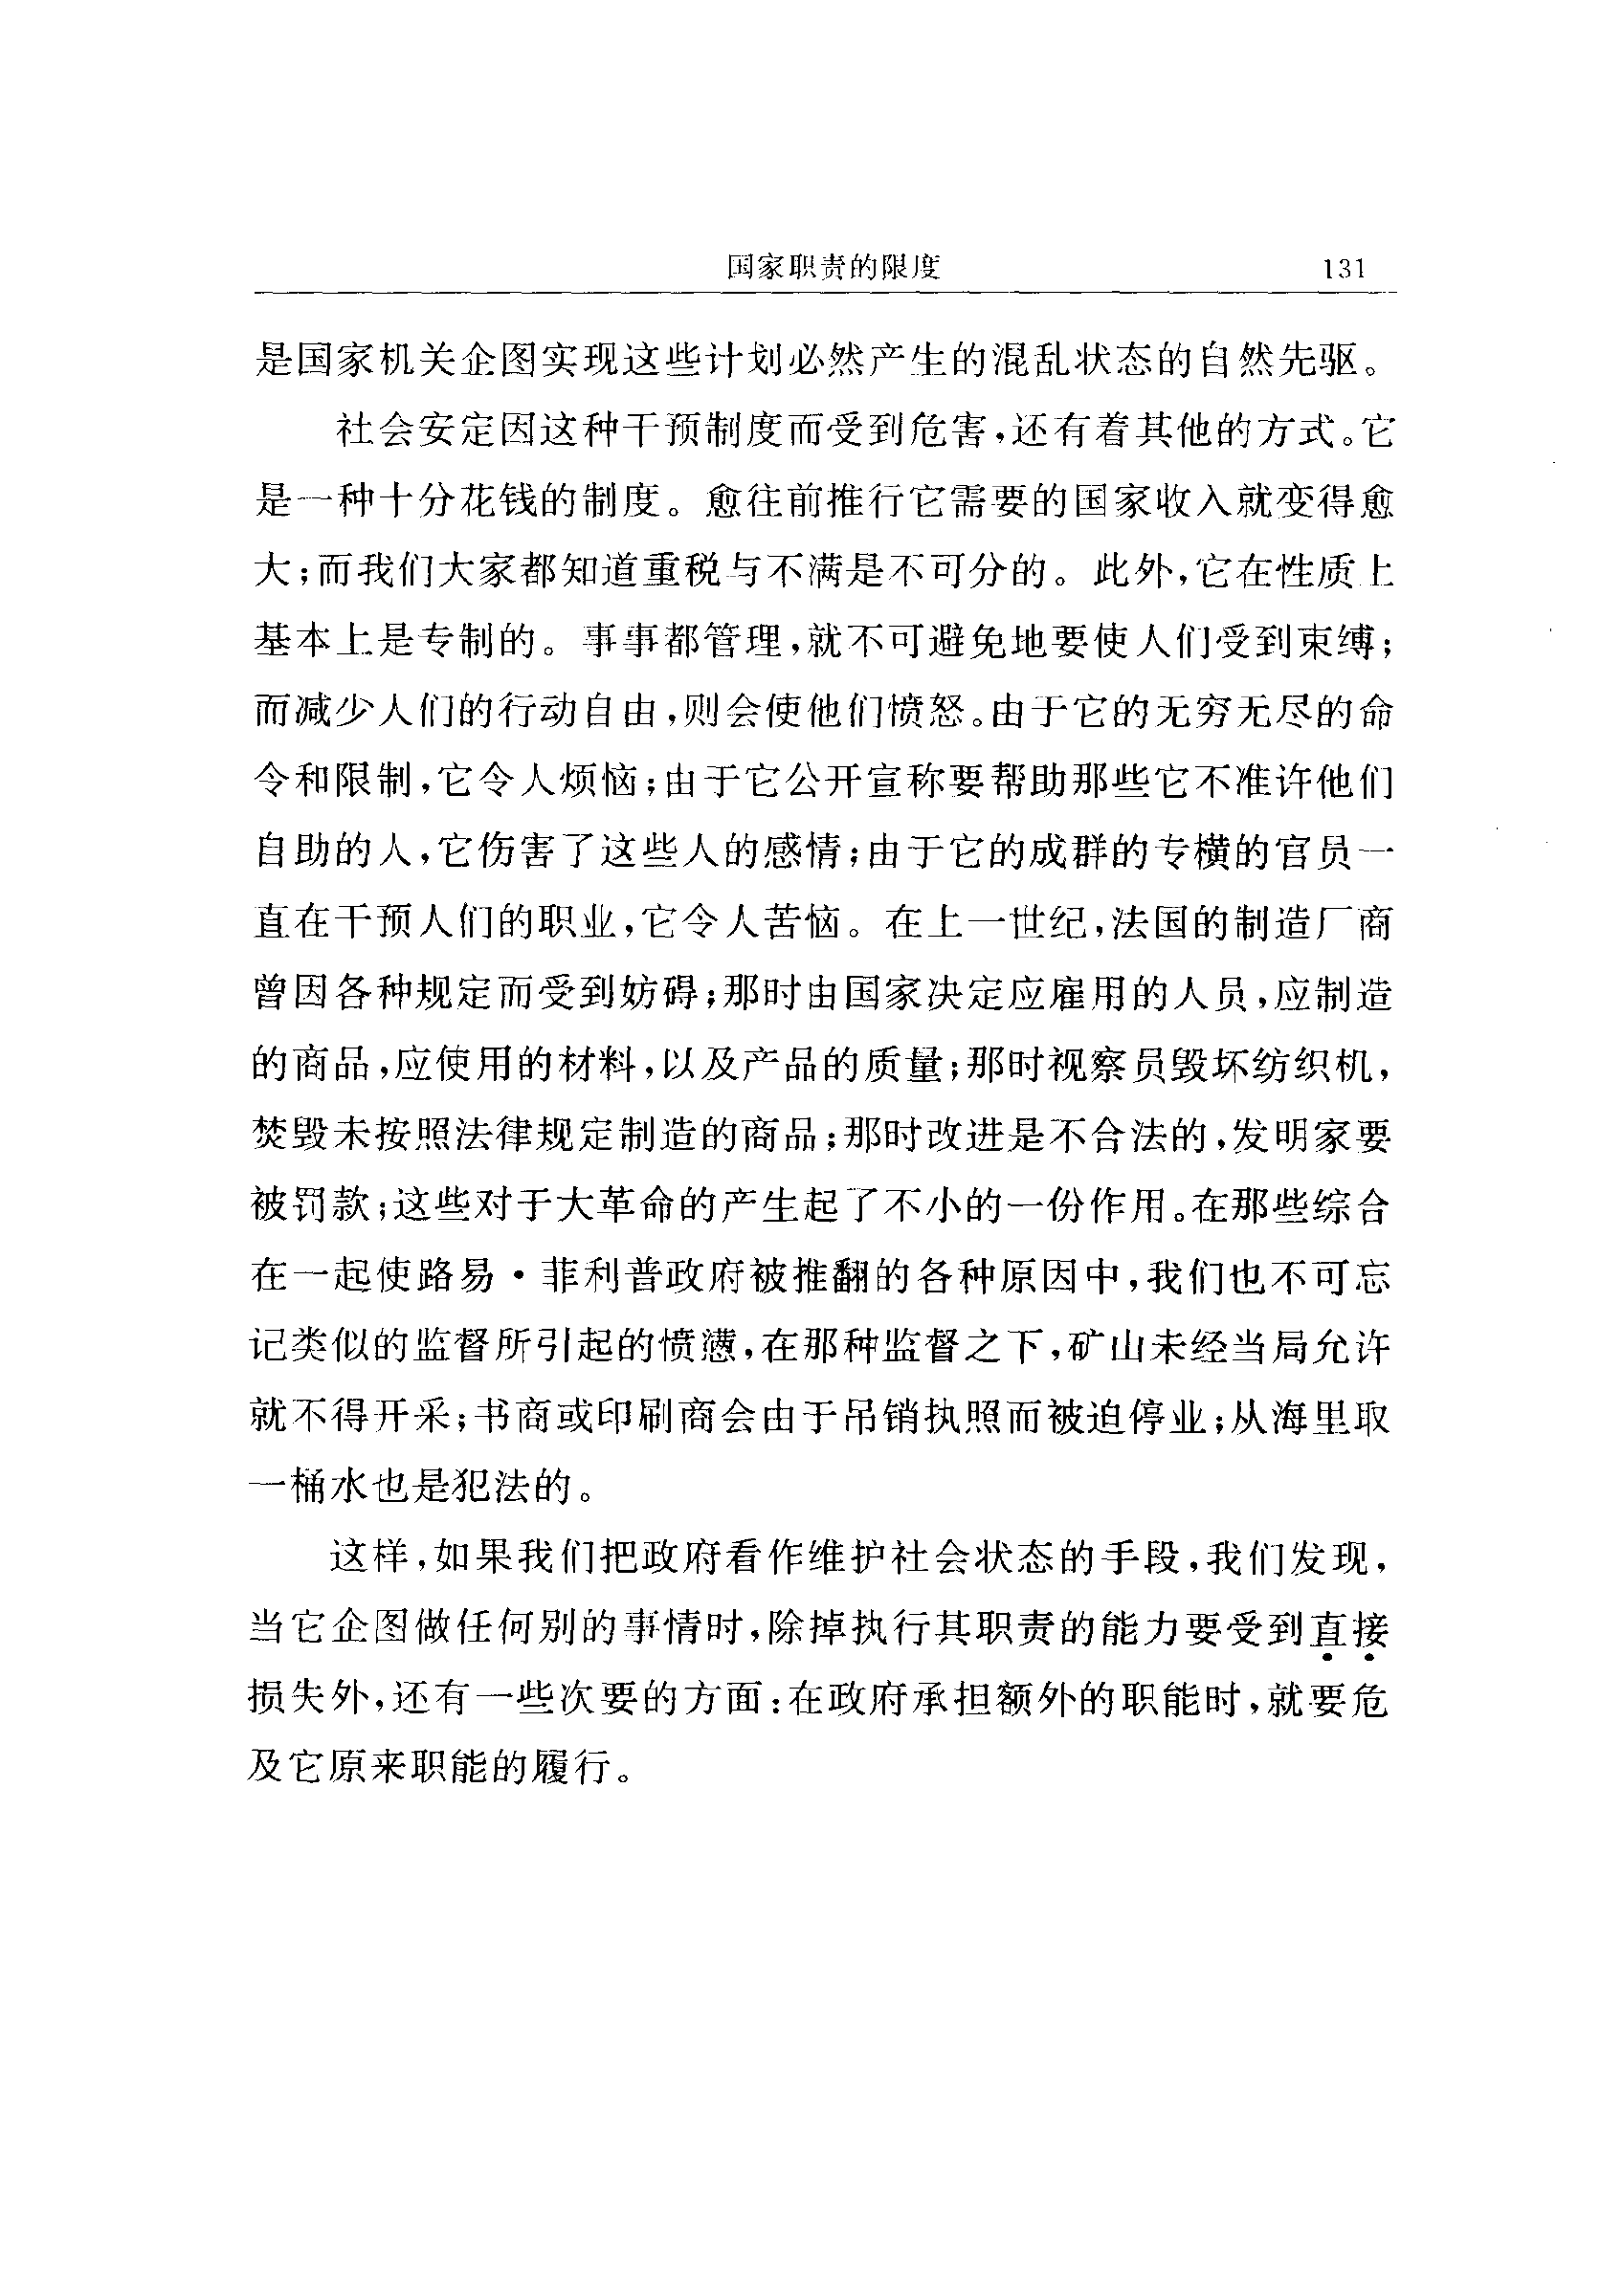 国家职责的限度 131
是国家机关企图实现这些计划必然产生的混乱状态的自然先驱。
社会安定因这种干预制度而受到危害,还有着其他的方式。它
是一种十分花钱的制度。愈往前推行它需要的国家收入就变得愈
大;而我们大家都知道重税与不满是不可分的。此外,它在性质上
基本上是专制的。事事都管理,就不可避免地要使人们受到束缚;
而减少人们的行动自由,则会使他们愤怒。由于它的无穷无尽的命
令和限制,它令人烦恼;由于它公开宣称要帮助那些它不准许他们
自助的人,它伤害了这些人的感情;由于它的成群的专横的官员一
直在干预人们的职业,它令人苦恼。在上一世纪,法国的制造厂商
曾因各种规定而受到妨碍;那时由国家决定应雇用的人员,应制造
的商品,应使用的材料,以及产品的质量;那时视察员毁坏纺织机,
焚毁未按照法律规定制造的商品;那时改进是不合法的,发明家要
被罚款;这些对于大革命的产生起了不小的一份作用。在那些综合
在一起使路易·菲利普政府被推翻的各种原因中,我们也不可忘
记类似的监督所引起的愤懑,在那种监督之下,矿山未经当局允许
就不得开采;书商或印刷商会由于吊销执照而被迫停业;从海里取
一桶水也是犯法的。
这样,如果我们把政府看作维护社会状态的手段,我们发现,
当它企图做任何别的事情时,除掉执行其职责的能力要受到直接
损失外,还有一些次要的方面:在政府承担额外的职能时,就要危
及它原来职能的履行。